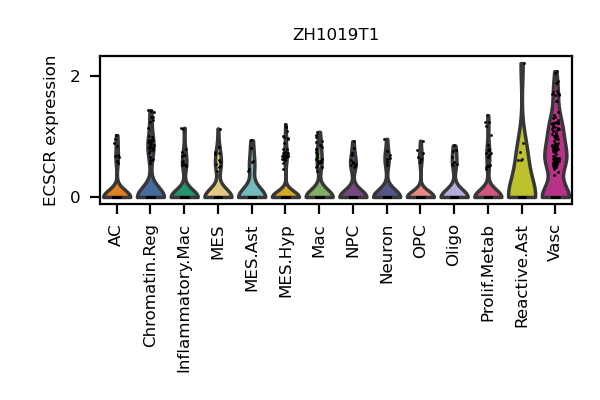 ZH1019T1
ECSCR expression
2
0
AC
Chromatin.Reg
Inflammatory.Mac
MES
MES.Ast
MES.Hyp
Mac
NPC
Neuron
OPC
Oligo
Prolif.Metab
Reactive.Ast
Vasc